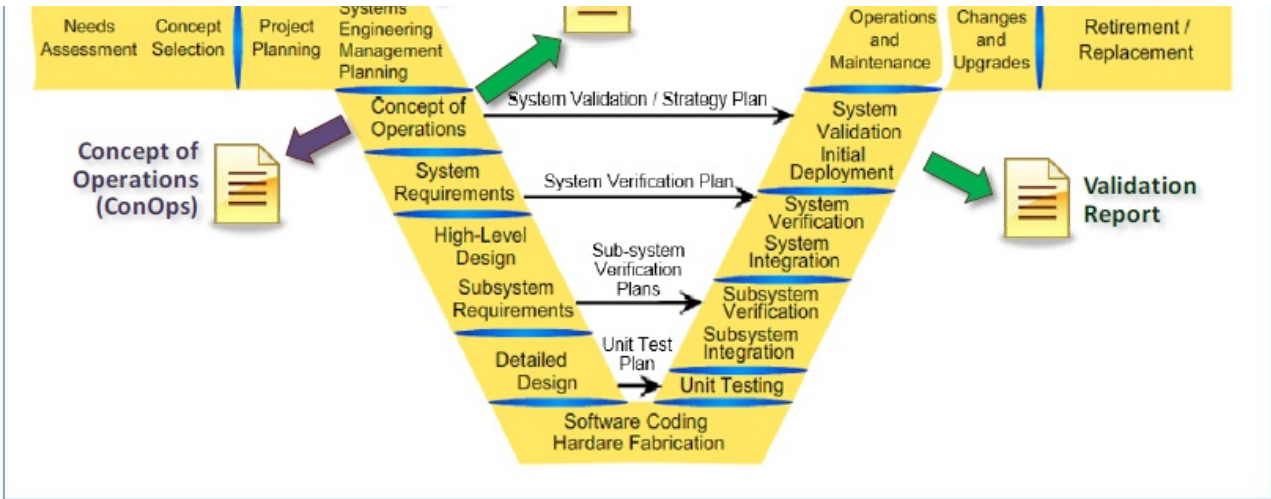 Needs
Assessment
Concept
Selection
Project
Planning
Systems
Engineering
Management
Planning
Operations
and
Maintenance
Changes
and
Upgrades
Retirement /
Replacement
Concept of
Operations
System Validation / Strategy Plan
System
Validation
Initial
Deployment
Concept of
Operations
(ConOps)
System
Requirements
System Verification Plan
System
Verification
System
Integration
Validation
Report
High-Level
Design
Subsystem
Requirements
Sub-system
Verification
Plans
Subsystem
Verification
Subsystem
Integration
Detailed
Design
Unit Test
Plan
Unit Testing
Software Coding
Hardare Fabrication